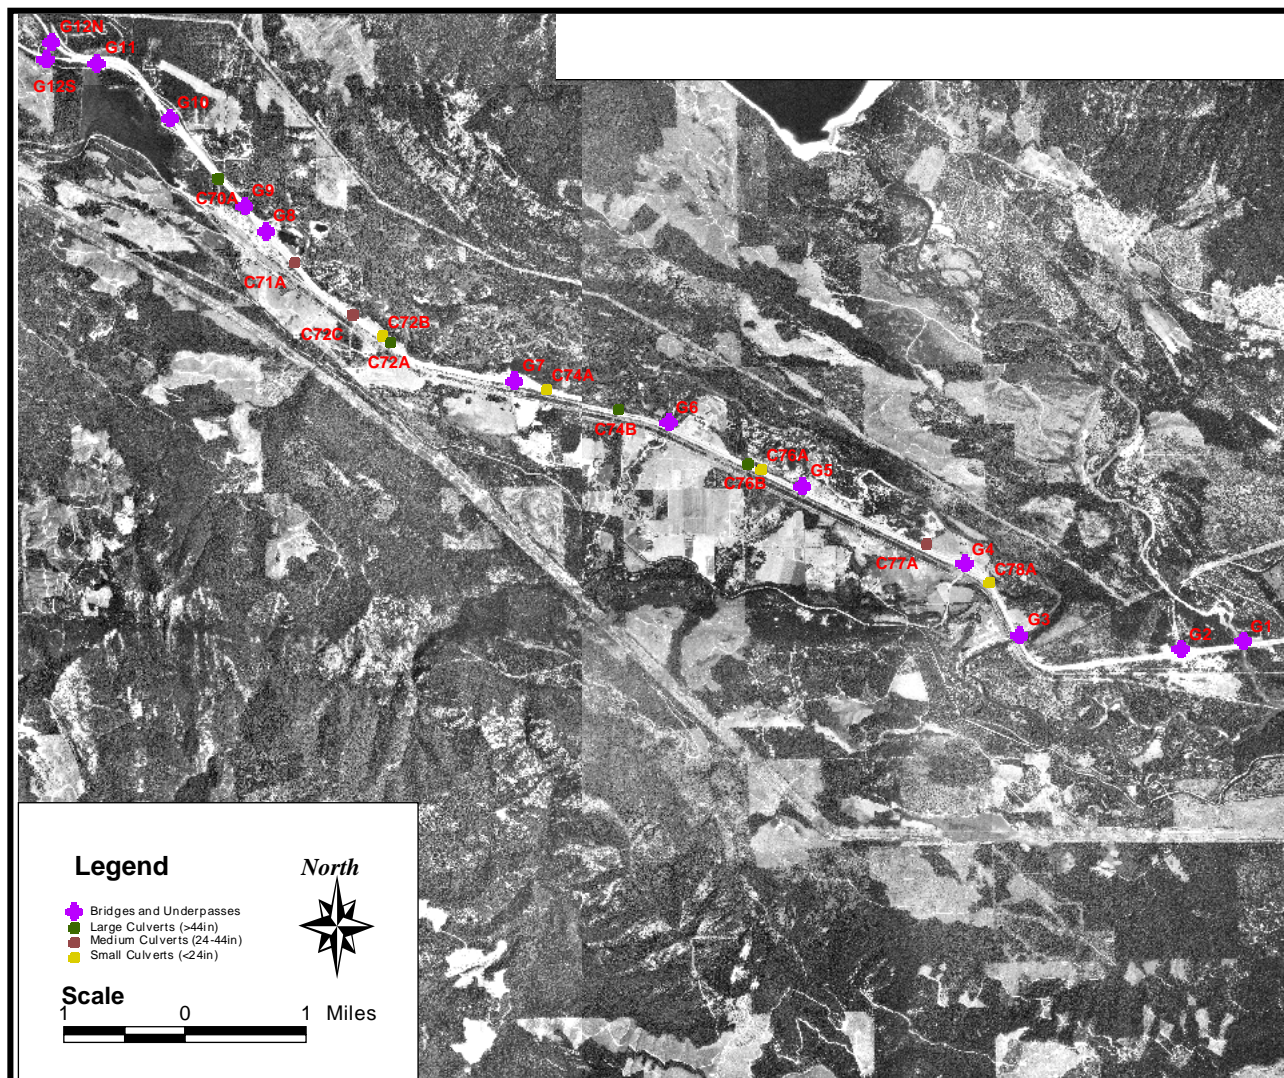 G12N
G11
G12S
G10
C70A
G9
G8
C71A
C72B
C72C
C72A
G7
C74A
C74B
G6
C76A
C76B
G5
C77A
G4
C78A
G3
G2
G1
Legend
North
Bridges and Underpasses
Large Culverts (>44in)
Medium Culverts (24-44in)
Small Culverts (<24in)
Scale
1 0 1 Miles